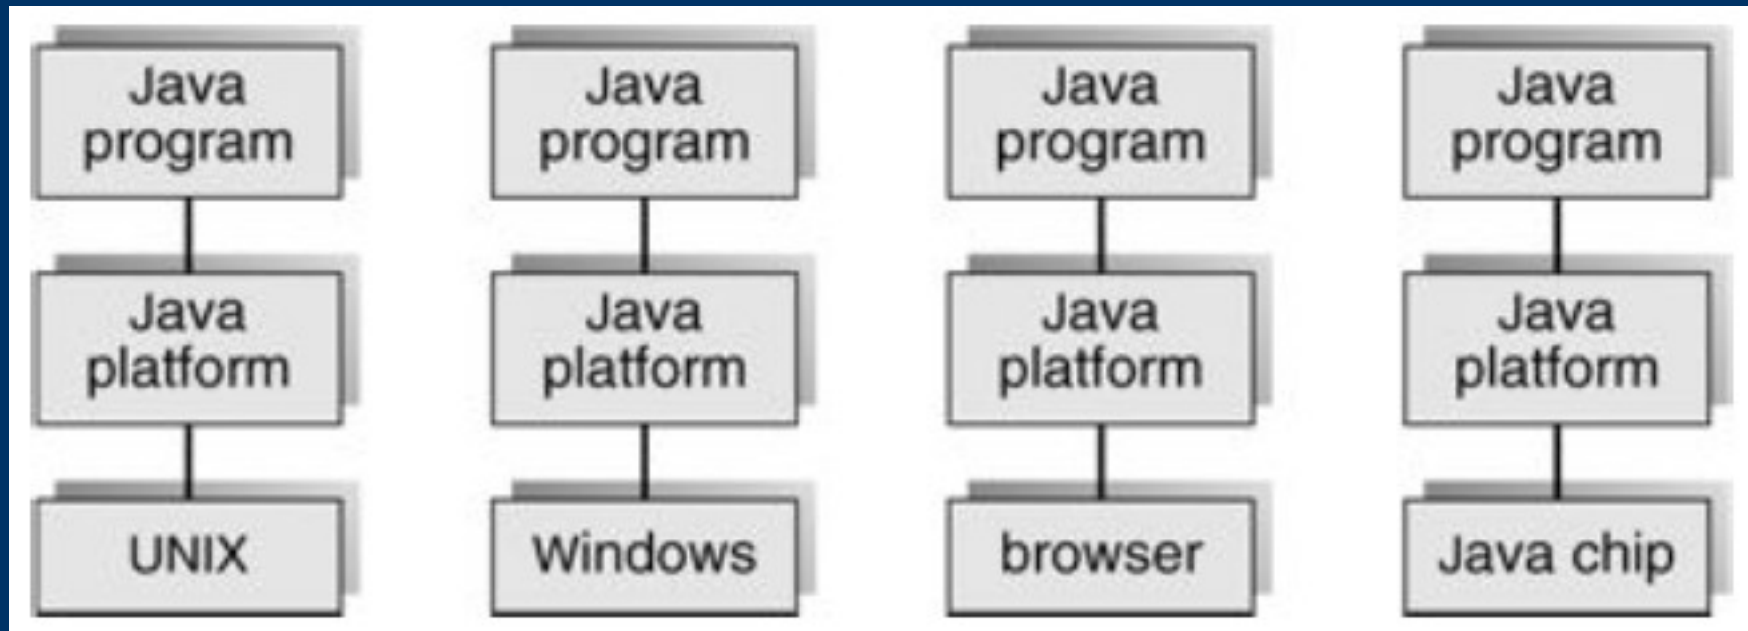 Java
program
Java
platform
UNIX
Java
program
Java
platform
Windows
Java
program
Java
platform
browser
Java
program
Java
platform
Java chip